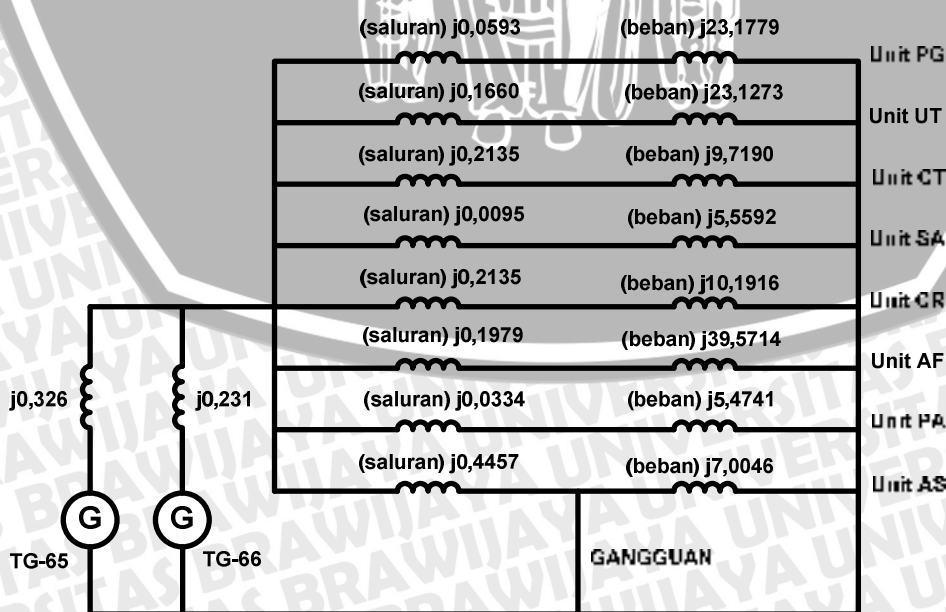 (saluran) j0,0593 (beban) j23,1779 Unit PG
(saluran) j0,1660 (beban) j23,1273 Unit UT
(saluran) j0,2135 (beban) j9,7190 Unit CT
(saluran) j0,0095 (beban) j5,5592 Unit SA
(saluran) j0,2135 (beban) j10,1916 Unit CR
(saluran) j0,1979 (beban) j39,5714 Unit AF
j0,326 j0,231 (saluran) j0,0334 (beban) j5,4741 Unit PA
(saluran) j0,4457 (beban) j7,0046 Unit AS
G G
TG-65 TG-66 GANGGUAN